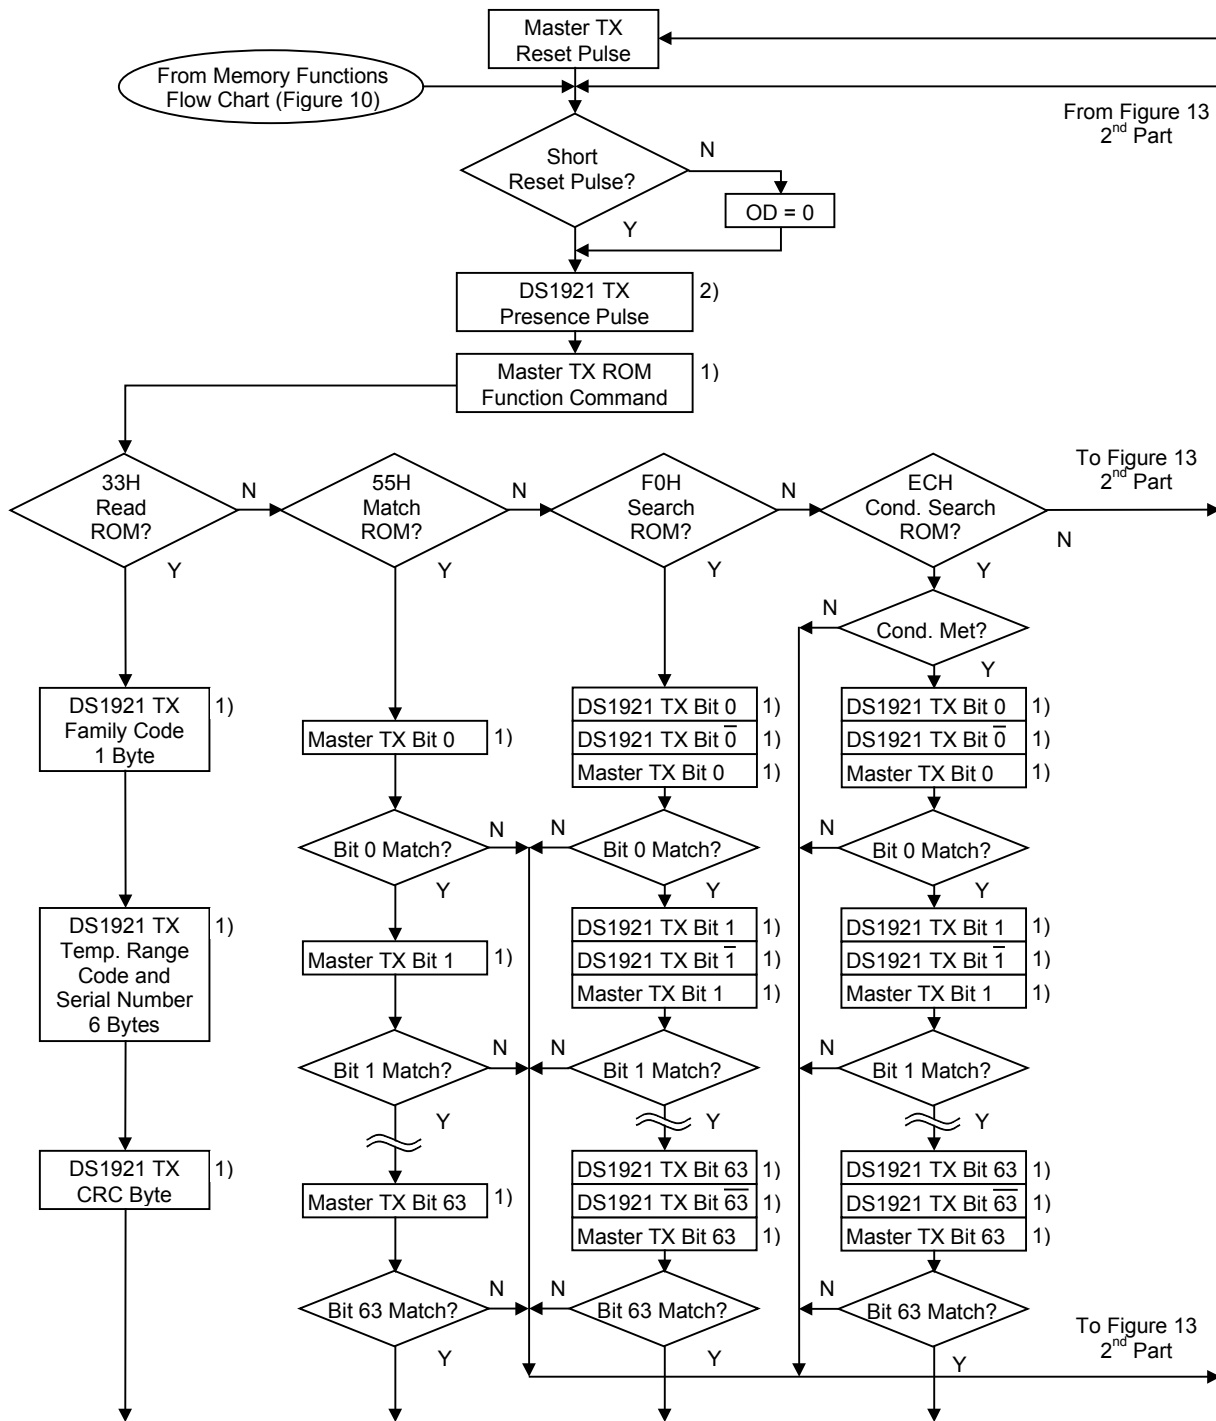 Master TX
Reset Pulse
From Memory Functions
Flow Chart (Figure 10)
From Figure 13
2nd Part
Short
Reset Pulse?
N
OD = 0
Y
DS1921 TX
Presence Pulse
2)
Master TX ROM
Function Command
1)
33H
Read
ROM?
N
Y
55H
Match
ROM?
N
Y
F0H
Search
ROM?
N
Y
ECH
Cond. Search
ROM?
N
Y
To Figure 13
2nd Part
N
Cond. Met?
Y
DS1921 TX
Family Code
1 Byte
1)
DS1921 TX
Temp. Range
Code and
Serial Number
6 Bytes
1)
DS1921 TX
CRC Byte
1)
Master TX Bit 0
1)
Bit 0 Match?
N
Y
Master TX Bit 1
1)
Bit 1 Match?
N
Y
Master TX Bit 63
1)
Bit 63 Match?
N
Y
DS1921 TX Bit 0
1)
DS1921 TX Bit 0̅
1)
Master TX Bit 0
1)
N
Bit 0 Match?
Y
DS1921 TX Bit 1
1)
DS1921 TX Bit 1̅
1)
Master TX Bit 1
1)
N
Bit 1 Match?
Y
DS1921 TX Bit 63
1)
DS1921 TX Bit 6̅3̅
1)
Master TX Bit 63
1)
N
Bit 63 Match?
Y
DS1921 TX Bit 0
1)
DS1921 TX Bit 0̅
1)
Master TX Bit 0
1)
N
Bit 0 Match?
Y
DS1921 TX Bit 1
1)
DS1921 TX Bit 1̅
1)
Master TX Bit 1
1)
N
Bit 1 Match?
Y
DS1921 TX Bit 63
1)
DS1921 TX Bit 6̅3̅
1)
Master TX Bit 63
1)
N
Bit 63 Match?
Y
To Figure 13
2nd Part